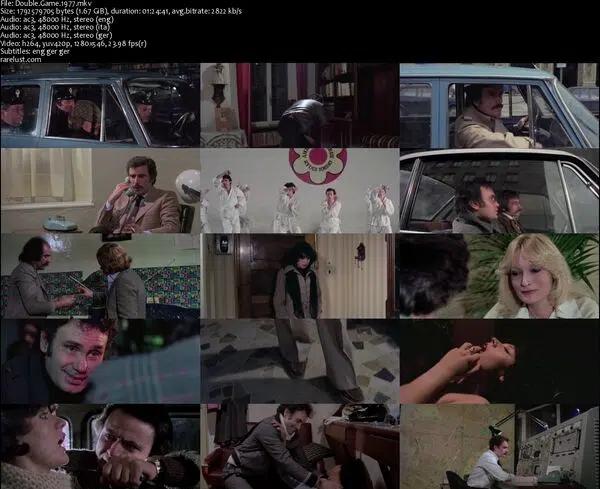 File: Double.Game.1977.mkv
Size: 1792579705 bytes (1.67 GiB), duration: 01:24:41, avg.bitrate: 2822 kb/s
Audio: ac3, 48000 Hz, stereo (eng)
Audio: ac3, 48000 Hz, stereo (ita)
Audio: ac3, 48000 Hz, stereo (ger)
Video: h264, yuv420p, 1280x546, 23.98 fps(r)
Subtitles: eng ger ger
rarelust.com